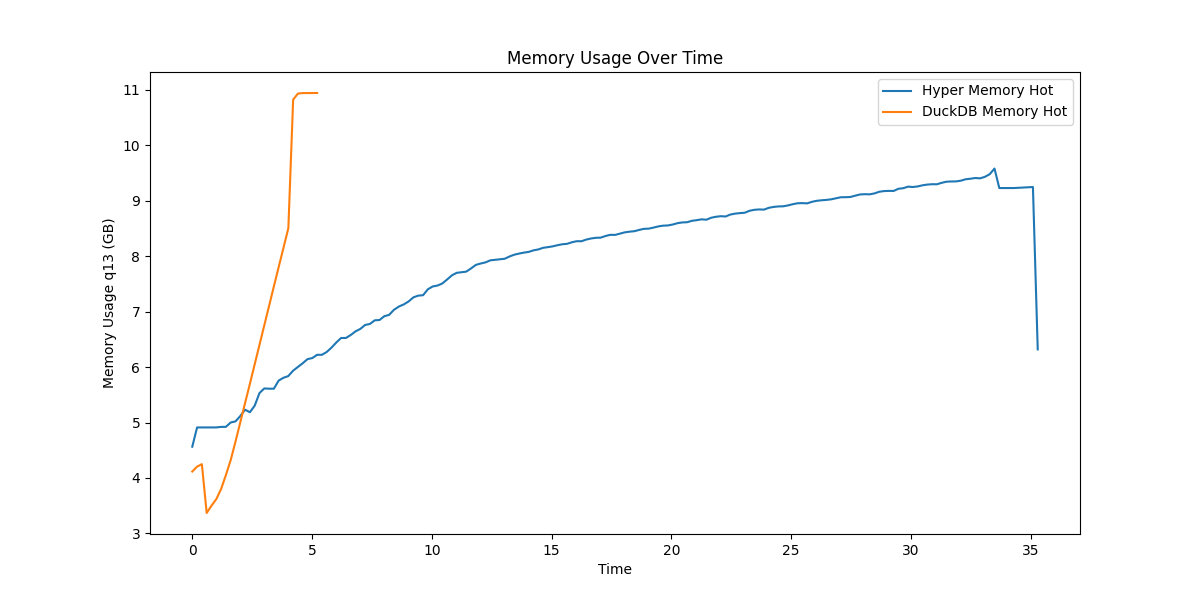 Memory Usage Over Time
Hyper Memory Hot
DuckDB Memory Hot
Memory Usage q13 (GB)
11
10
9
8
7
6
5
4
3
0 5 10 15 20 25 30 35
Time